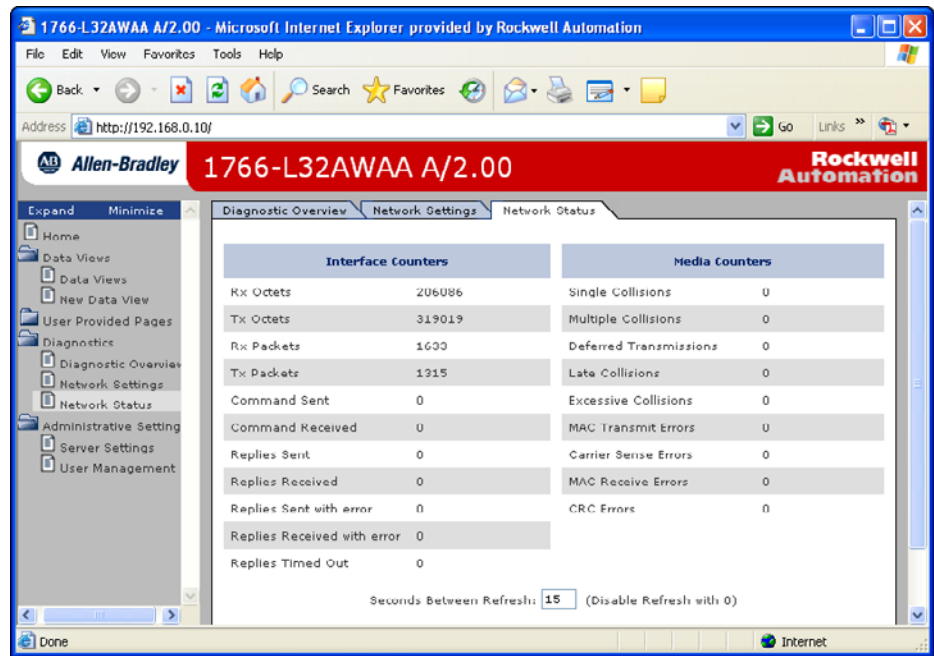 1766-L32AWAA A/2.00 - Microsoft Internet Explorer provided by Rockwell Automation
File Edit View Favorites Tools Help
Back Search Favorites
Address http://192.168.0.10/ Go Links »
AB Allen-Bradley 1766-L32AWAA A/2.00 Rockwell Automation
Expand Minimize
Home
Data Views
Data Views
New Data View
User Provided Pages
Diagnostics
Diagnostic Overview
Network Settings
Network Status
Administrative Setting
Server Settings
User Management
Diagnostic Overview Network Settings Network Status
Interface Counters
Rx Octets 206086
Tx Octets 319019
Rx Packets 1633
Tx Packets 1315
Command Sent 0
Command Received 0
Replies Sent 0
Replies Received 0
Replies Sent with error 0
Replies Received with error 0
Replies Timed Out 0
Media Counters
Single Collisions 0
Multiple Collisions 0
Deferred Transmissions 0
Late Collisions 0
Excessive Collisions 0
MAC Transmit Errors 0
Carrier Sense Errors 0
MAC Receive Errors 0
CRC Errors 0
Seconds Between Refresh: 15 (Disable Refresh with 0)
Done Internet